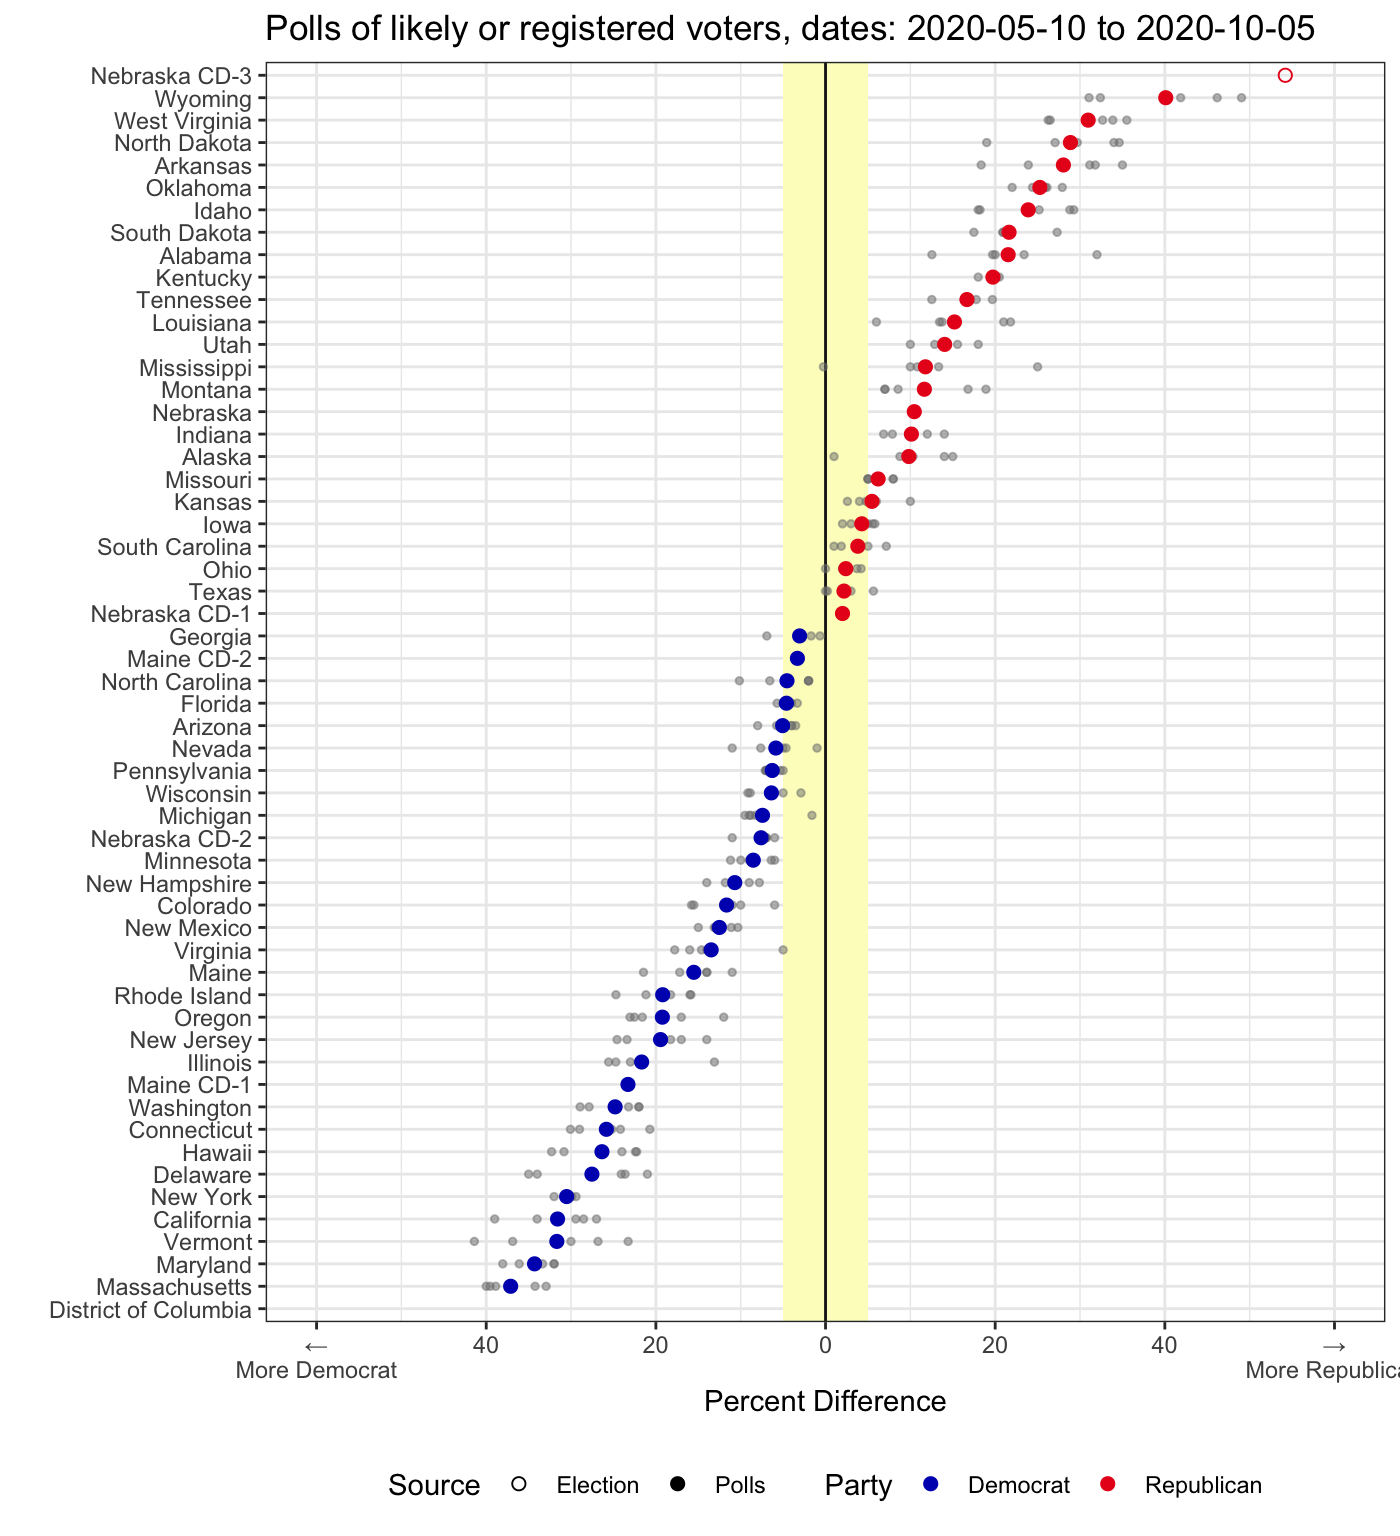 Polls of likely or registered voters, dates: 2020-05-10 to 2020-10-05
Nebraska CD-3
Wyoming
West Virginia
North Dakota
Arkansas
Oklahoma
Idaho
South Dakota
Alabama
Kentucky
Tennessee
Louisiana
Utah
Mississippi
Montana
Nebraska
Indiana
Alaska
Missouri
Kansas
Iowa
South Carolina
Ohio
Texas
Nebraska CD-1
Georgia
Maine CD-2
North Carolina
Florida
Arizona
Nevada
Pennsylvania
Wisconsin
Michigan
Nebraska CD-2
Minnesota
New Hampshire
Colorado
New Mexico
Virginia
Maine
Rhode Island
Oregon
New Jersey
Illinois
Maine CD-1
Washington
Connecticut
Hawaii
Delaware
New York
California
Vermont
Maryland
Massachusetts
District of Columbia
← 40 20 0 20 40 →
More Democrat More Republica
Percent Difference
Source Election Polls Party Democrat Republican